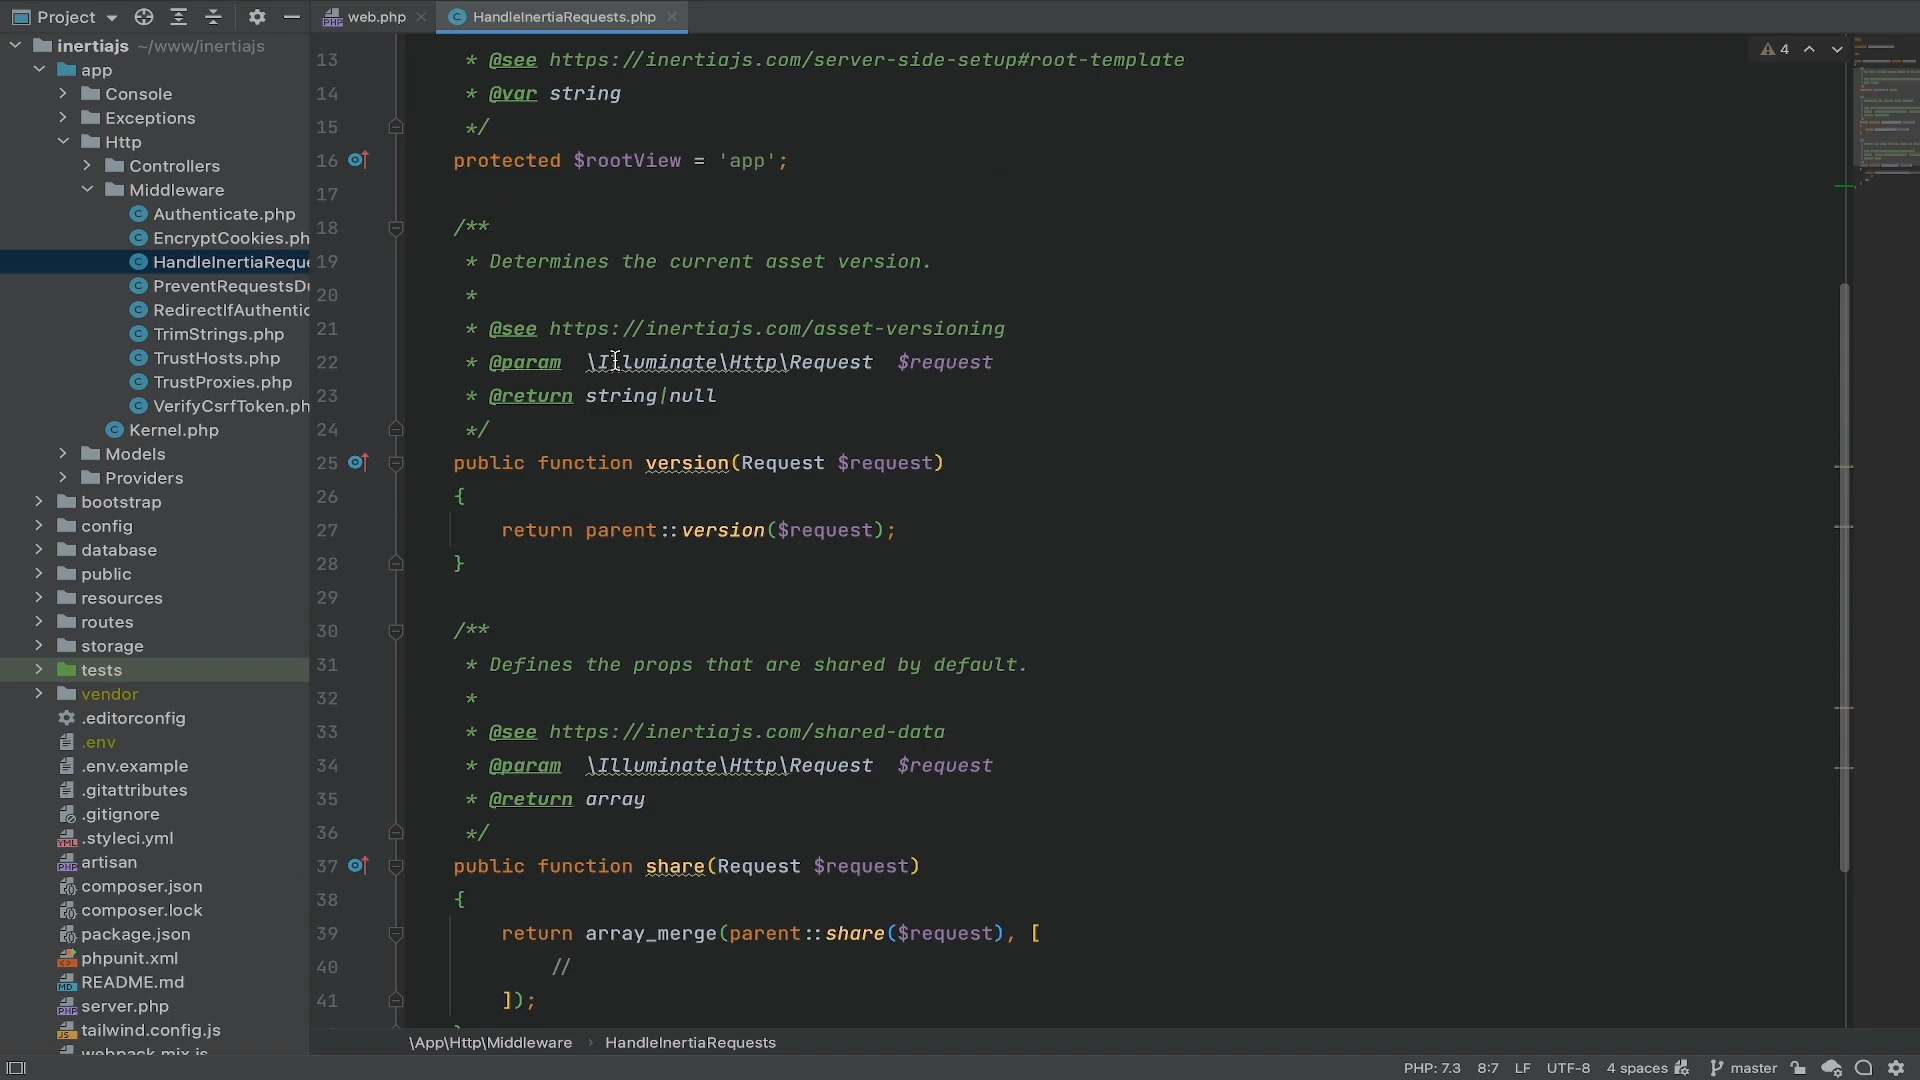 Project
web.php
HandleInertiaRequests.php
inertiajs ~/www/inertiajs
app
Console
Exceptions
Http
Controllers
Middleware
Authenticate.php
EncryptCookies.ph
HandleInertiaReque
PreventRequestsDu
RedirectIfAuthentic
TrimStrings.php
TrustHosts.php
TrustProxies.php
VerifyCsrfToken.ph
Kernel.php
Models
Providers
bootstrap
config
database
public
resources
routes
storage
tests
vendor
.editorconfig
.env
.env.example
.gitattributes
.gitignore
.styleci.yml
artisan
composer.json
composer.lock
package.json
phpunit.xml
README.md
server.php
tailwind.config.js
webpack.mix.js
4
13 * @see https://inertiajs.com/server-side-setup#root-template
14 * @var string
15 */
16 protected $rootView = 'app';
17
18 /**
19 * Determines the current asset version.
20 *
21 * @see https://inertiajs.com/asset-versioning
22 * @param  \Illuminate\Http\Request  $request
23 * @return string|null
24 */
25 public function version(Request $request)
26 {
27 return parent::version($request);
28 }
29
30 /**
31 * Defines the props that are shared by default.
32 *
33 * @see https://inertiajs.com/shared-data
34 * @param  \Illuminate\Http\Request  $request
35 * @return array
36 */
37 public function share(Request $request)
38 {
39 return array_merge(parent::share($request), [
40 //
41 ]);
\App\Http\Middleware › HandleInertiaRequests
PHP: 7.3 8:7 LF UTF-8 4 spaces master